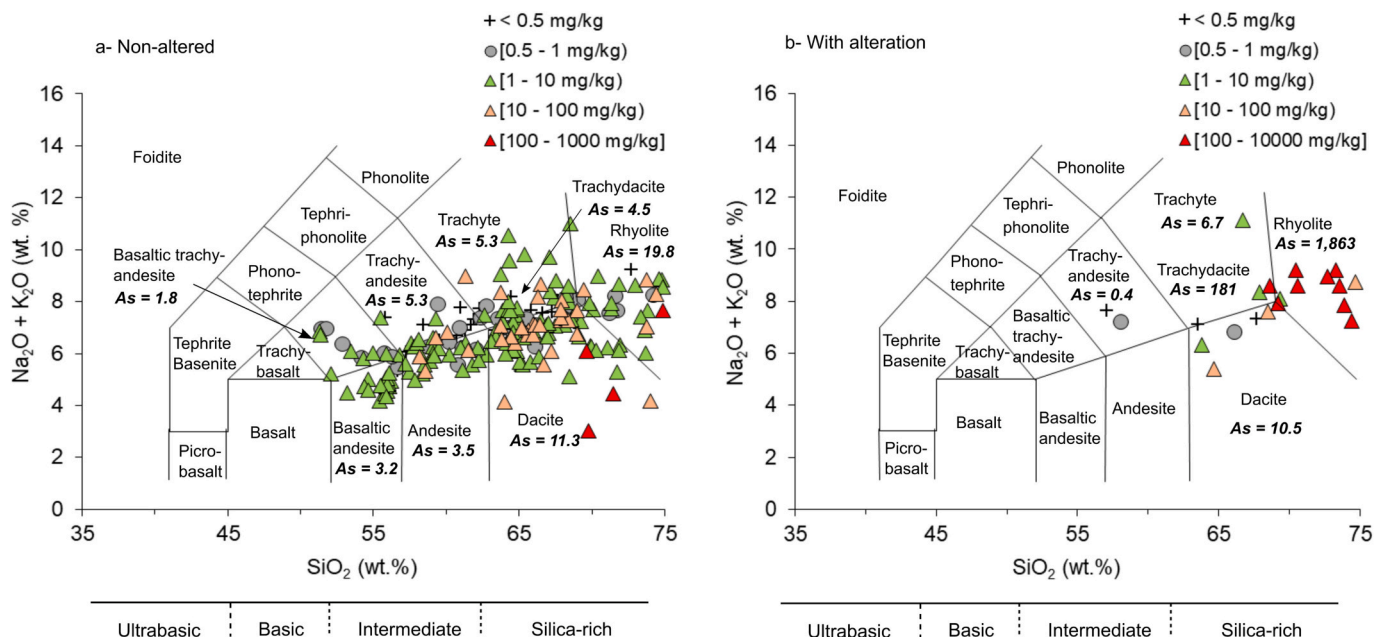 a- Non-altered
+ < 0.5 mg/kg
[0.5 - 1 mg/kg)
[1 - 10 mg/kg)
[10 - 100 mg/kg)
[100 - 1000 mg/kg]
16
14
12
10
8
6
4
2
0
Na₂O + K₂O (wt. %)
Foidite
Phonolite
Tephri-
phonolite
Trachydacite
As = 4.5
Trachyte
As = 5.3
Rhyolite
As = 19.8
Basaltic trachy-
andesite
As = 1.8
Phono-
tephrite
Trachy-
andesite
As = 5.3
Tephrite
Basenite
Trachy-
basalt
Basalt
Basaltic
andesite
As = 3.2
Andesite
As = 3.5
Dacite
As = 11.3
Picro-
basalt
35 45 55 65 75
SiO₂ (wt.%)
Ultrabasic Basic Intermediate Silica-rich
b- With alteration
+ < 0.5 mg/kg
[0.5 - 1 mg/kg)
[1 - 10 mg/kg)
[10 - 100 mg/kg)
[100 - 10000 mg/kg]
16
14
12
10
8
6
4
2
0
Na₂O + K₂O (wt. %)
Foidite
Phonolite
Tephri-
phonolite
Trachyte
As = 6.7
Rhyolite
As = 1,863
Phono-
tephrite
Trachy-
andesite
As = 0.4
Trachydacite
As = 181
Basaltic
trachy-
andesite
Tephrite
Basenite
Trachy-
basalt
Basalt
Basaltic
andesite
Andesite
Dacite
As = 10.5
Picro-
basalt
35 45 55 65 75
SiO₂ (wt.%)
Ultrabasic Basic Intermediate Silica-rich